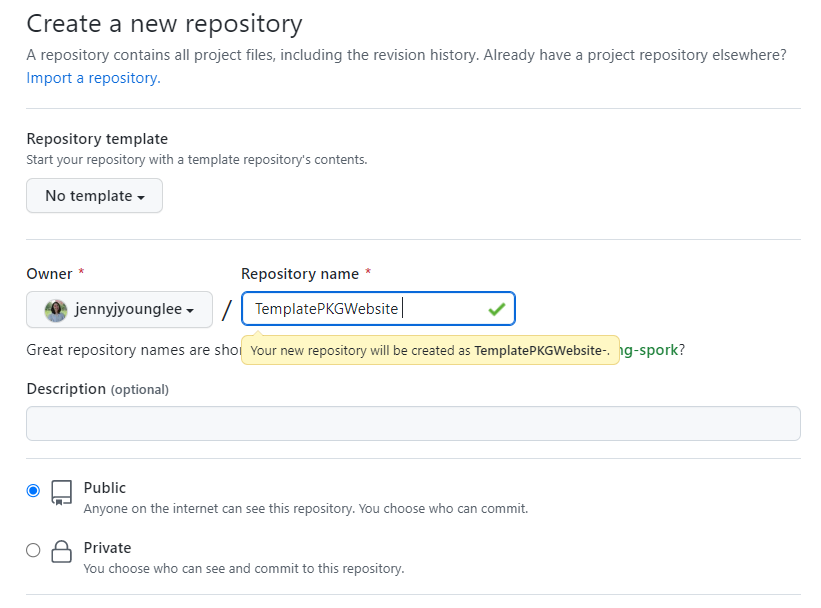 Create a new repository
A repository contains all project files, including the revision history. Already have a project repository elsewhere?
Import a repository.
Repository template
Start your repository with a template repository's contents.
No template
Owner *
Repository name *
jennyjyounglee
/
TemplatePKGWebsite
Great repository names are
Your new repository will be created as TemplatePKGWebsite-.
ng-spork?
Description (optional)
Public
Anyone on the internet can see this repository. You choose who can commit.
Private
You choose who can see and commit to this repository.